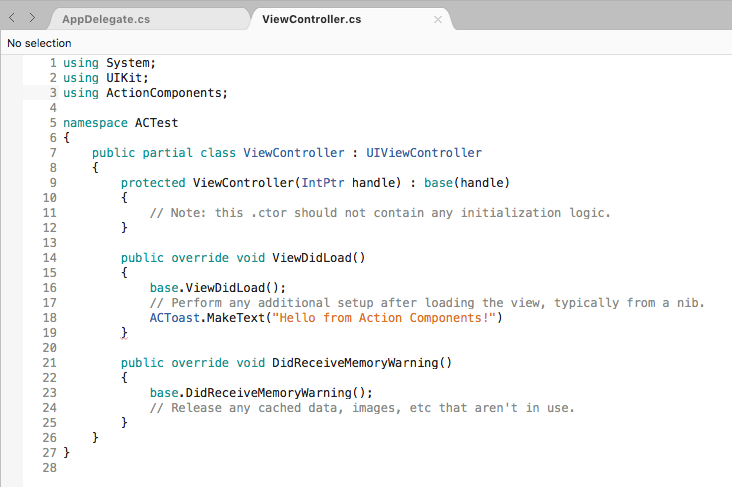 AppDelegate.cs ViewController.cs
No selection
1 using System;
2 using UIKit;
3 using ActionComponents;
4
5 namespace ACTest
6 {
7     public partial class ViewController : UIViewController
8     {
9         protected ViewController(IntPtr handle) : base(handle)
10         {
11             // Note: this .ctor should not contain any initialization logic.
12         }
13
14         public override void ViewDidLoad()
15         {
16             base.ViewDidLoad();
17             // Perform any additional setup after loading the view, typically from a nib.
18             ACToast.MakeText("Hello from Action Components!")
19         }
20
21         public override void DidReceiveMemoryWarning()
22         {
23             base.DidReceiveMemoryWarning();
24             // Release any cached data, images, etc that aren't in use.
25         }
26     }
27 }
28